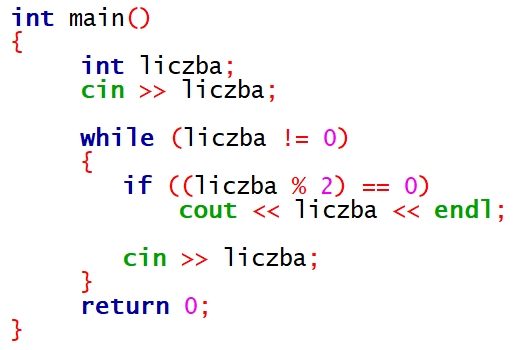 int main()
{
int liczba;
cin >> liczba;
while (liczba != 0)
{
if ((liczba % 2) == 0)
cout << liczba << endl;
cin >> liczba;
}
return 0;
}